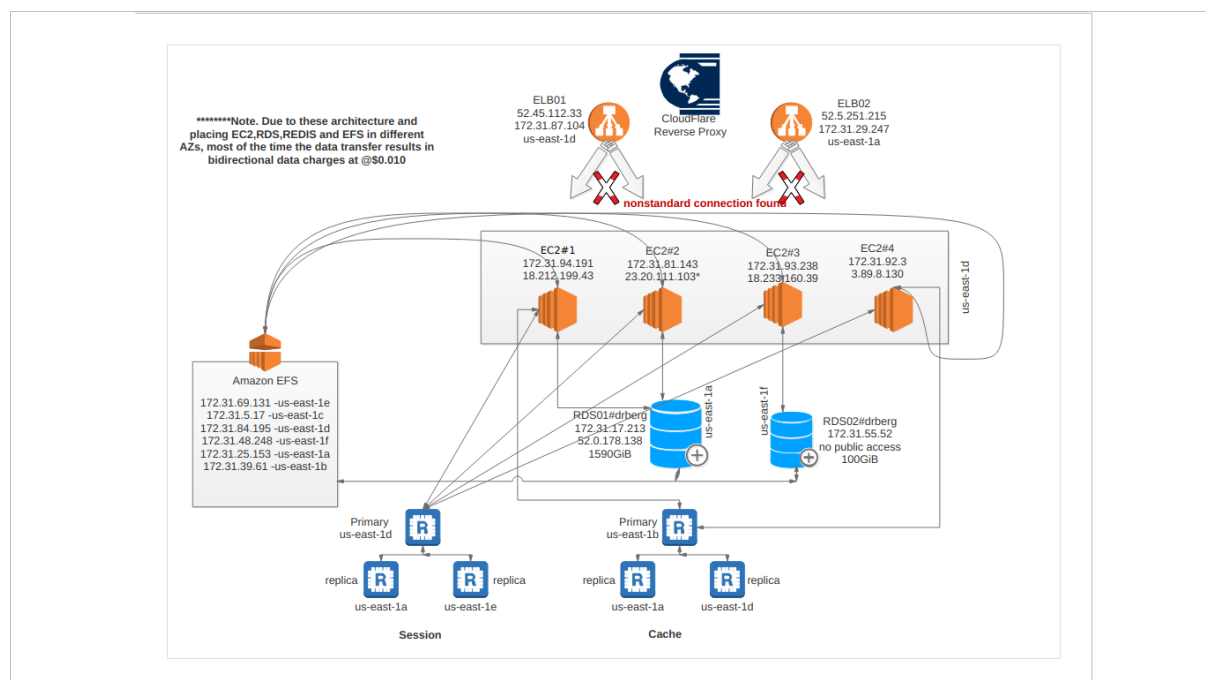 CloudFlare
Reverse Proxy
ELB01
52.45.112.33
172.31.87.104
us-east-1d
ELB02
52.5.251.215
172.31.29.247
us-east-1a
********Note. Due to these architecture and
placing EC2,RDS,REDIS and EFS in different
AZs, most of the time the data transfer results in
bidirectional data charges at @$0.010
nonstandard connection found
EC2#1
172.31.94.191
18.212.199.43
EC2#2
172.31.81.143
23.20.111.103*
EC2#3
172.31.93.238
18.233.160.39
EC2#4
172.31.92.3
3.89.8.130
us-east-1d
Amazon EFS
172.31.69.131 -us-east-1e
172.31.5.17 -us-east-1c
172.31.84.195 -us-east-1d
172.31.48.248 -us-east-1f
172.31.25.153 -us-east-1a
172.31.39.61 -us-east-1b
RDS01#drberg
172.31.17.213
52.0.178.138
1590GiB
us-east-1a
us-east-1f
RDS02#drberg
172.31.55.52
no public access
100GiB
Primary
us-east-1d
R
replica
R
us-east-1a
R
replica
us-east-1e
Session
Primary
us-east-1b
R
replica
R
us-east-1a
R
replica
us-east-1d
Cache